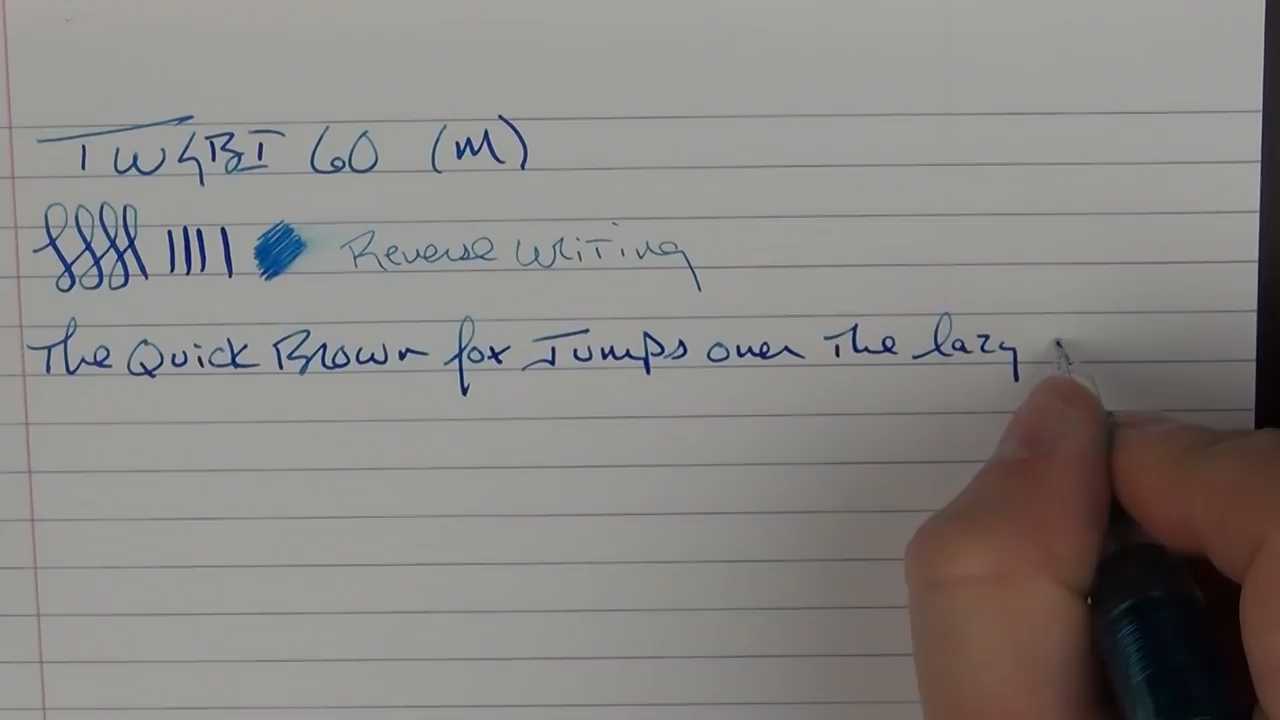 TWSBI 60 (M)
Reverse Writing
The Quick Brown fox Jumps over The lazy